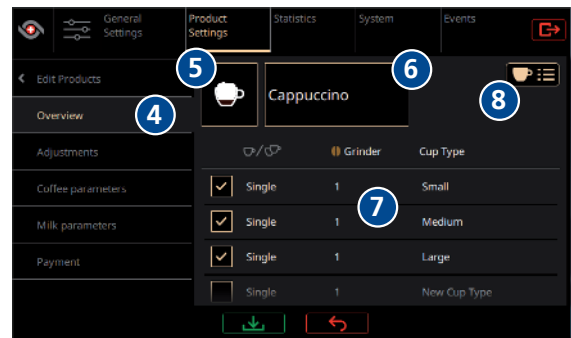 General
Settings
Product
Settings
Statistics
System
Events
5
6
Edit Products
Cappuccino
8
Overview
4
Adjustments
Grinder
Cup Type
Coffee parameters
Single
1
Small
7
Milk parameters
Single
1
Medium
Payment
Single
1
Large
Single
1
New Cup Type